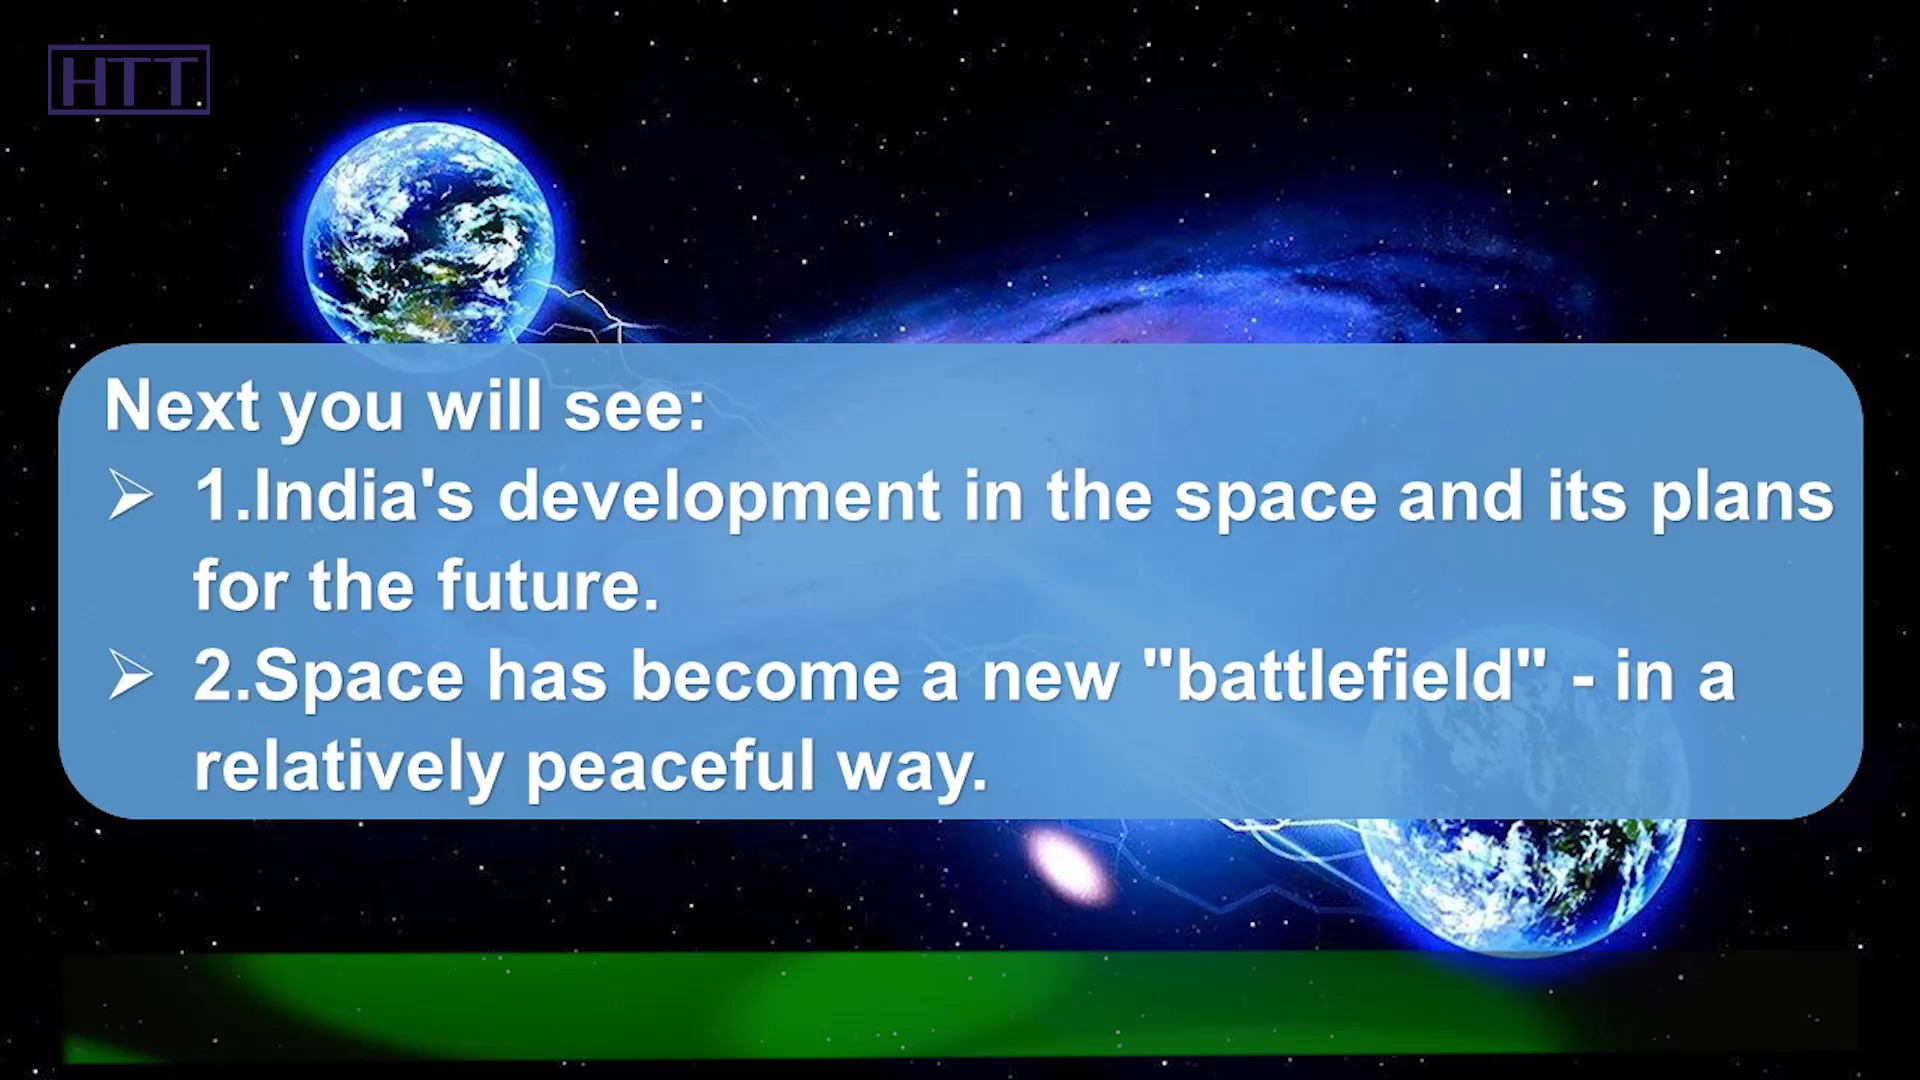 HTT
Next you will see:
➢ 1.India's development in the space and its plans
for the future.
➢ 2.Space has become a new "battlefield" - in a
relatively peaceful way.